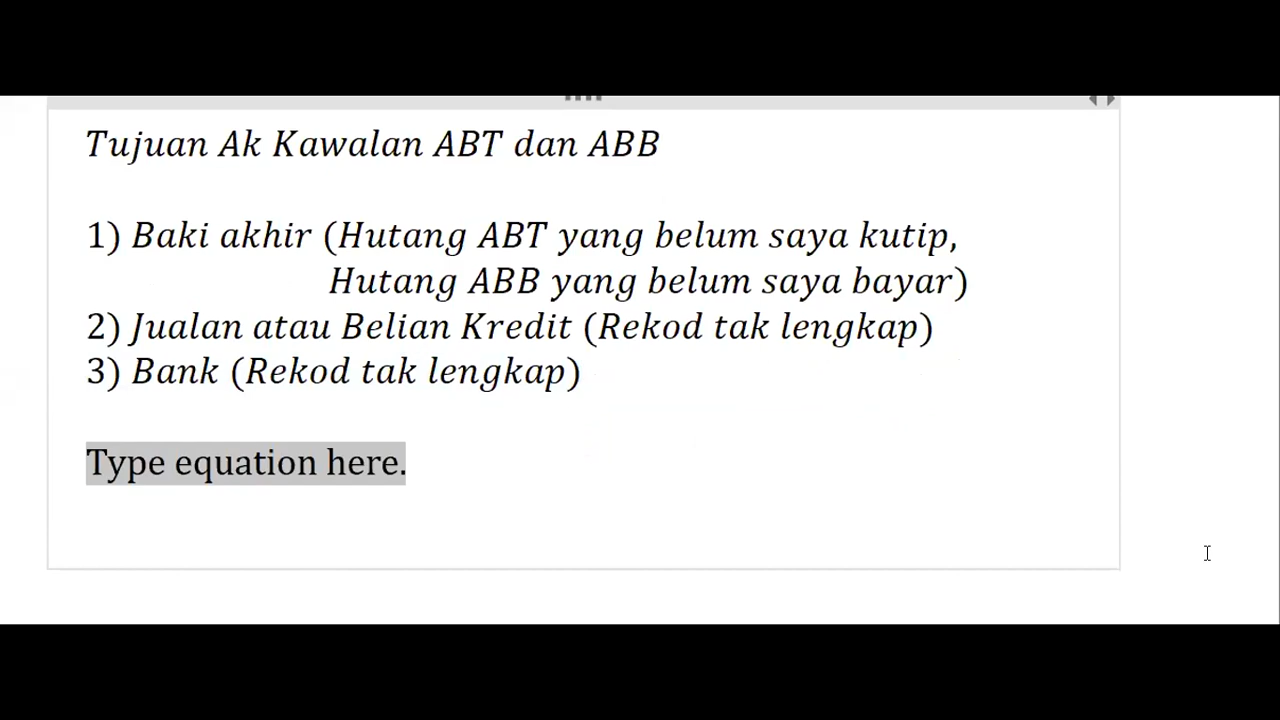 Tujuan Ak Kawalan ABT dan ABB
1) Baki akhir (Hutang ABT yang belum saya kutip,
Hutang ABB yang belum saya bayar)
2) Jualan atau Belian Kredit (Rekod tak lengkap)
3) Bank (Rekod tak lengkap)
Type equation here.